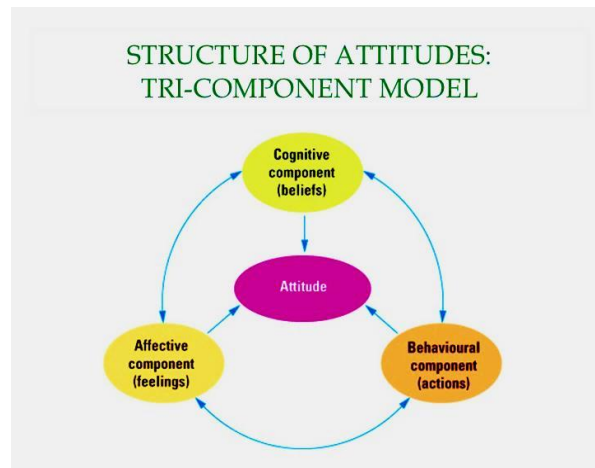 STRUCTURE OF ATTITUDES:
TRI-COMPONENT MODEL
Cognitive
component
(beliefs)
Attitude
Affective
component
(feelings)
Behavioural
component
(actions)